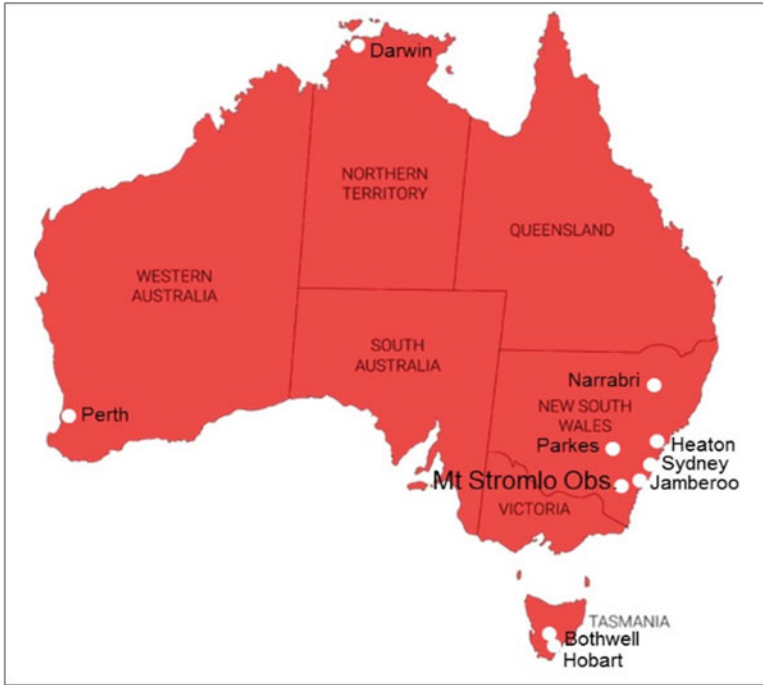 Darwin
NORTHERN
TERRITORY
QUEENSLAND
WESTERN
AUSTRALIA
SOUTH
AUSTRALIA
Narrabri
NEW SOUTH
WALES
Perth
Parkes
Heaton
Sydney
Mt Stromlo Obs
Jamberoo
VICTORIA
TASMANIA
Bothwell
Hobart